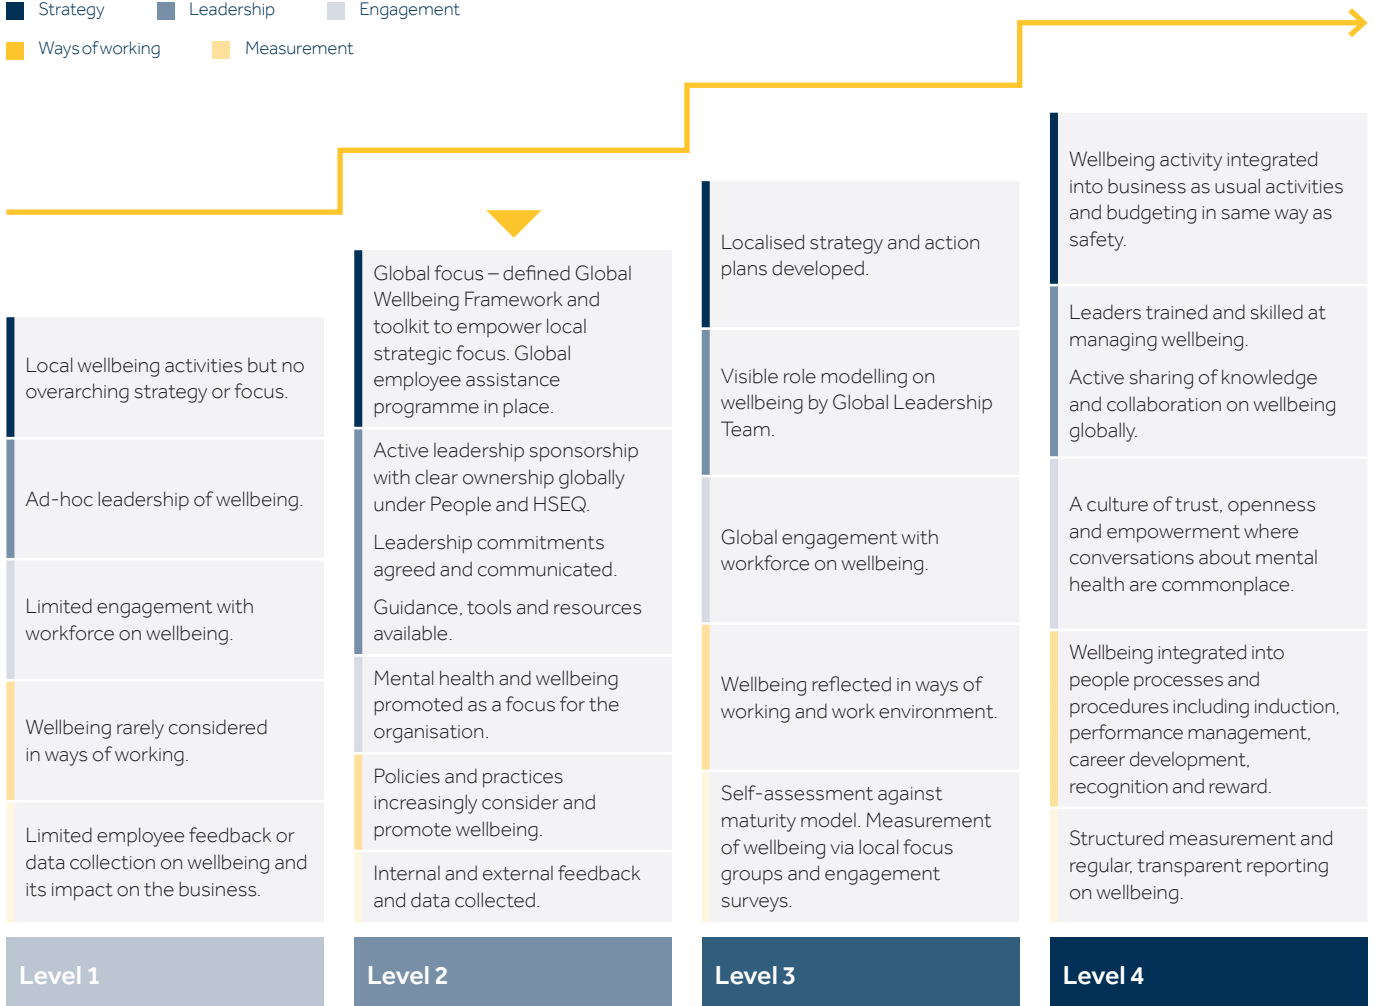 Strategy
Leadership
Engagement
Ways of working
Measurement
Local wellbeing activities but no
overarching strategy or focus.
Ad-hoc leadership of wellbeing.
Limited engagement with
workforce on wellbeing.
Wellbeing rarely considered
in ways of working.
Limited employee feedback or
data collection on wellbeing and
its impact on the business.
Level 1
Global focus – defined Global
Wellbeing Framework and
toolkit to empower local
strategic focus. Global
employee assistance
programme in place.
Active leadership sponsorship
with clear ownership globally
under People and HSEQ.
Leadership commitments
agreed and communicated.
Guidance, tools and resources
available.
Mental health and wellbeing
promoted as a focus for the
organisation.
Policies and practices
increasingly consider and
promote wellbeing.
Internal and external feedback
and data collected.
Level 2
Localised strategy and action
plans developed.
Visible role modelling on
wellbeing by Global Leadership
Team.
Global engagement with
workforce on wellbeing.
Wellbeing reflected in ways of
working and work environment.
Self-assessment against
maturity model. Measurement
of wellbeing via local focus
groups and engagement
surveys.
Level 3
Wellbeing activity integrated
into business as usual activities
and budgeting in same way as
safety.
Leaders trained and skilled at
managing wellbeing.
Active sharing of knowledge
and collaboration on wellbeing
globally.
A culture of trust, openness
and empowerment where
conversations about mental
health are commonplace.
Wellbeing integrated into
people processes and
procedures including induction,
performance management,
career development,
recognition and reward.
Structured measurement and
regular, transparent reporting
on wellbeing.
Level 4